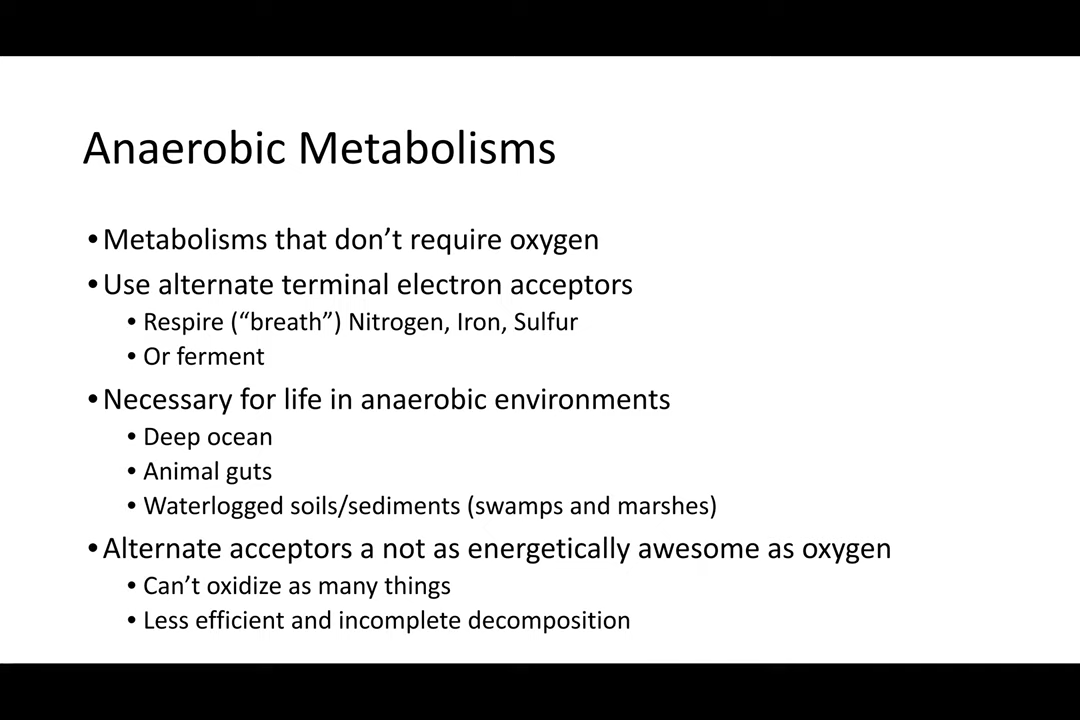 Anaerobic Metabolisms
•Metabolisms that don’t require oxygen
•Use alternate terminal electron acceptors
• Respire (“breath”) Nitrogen, Iron, Sulfur
• Or ferment
•Necessary for life in anaerobic environments
• Deep ocean
• Animal guts
• Waterlogged soils/sediments (swamps and marshes)
•Alternate acceptors a not as energetically awesome as oxygen
• Can’t oxidize as many things
• Less efficient and incomplete decomposition